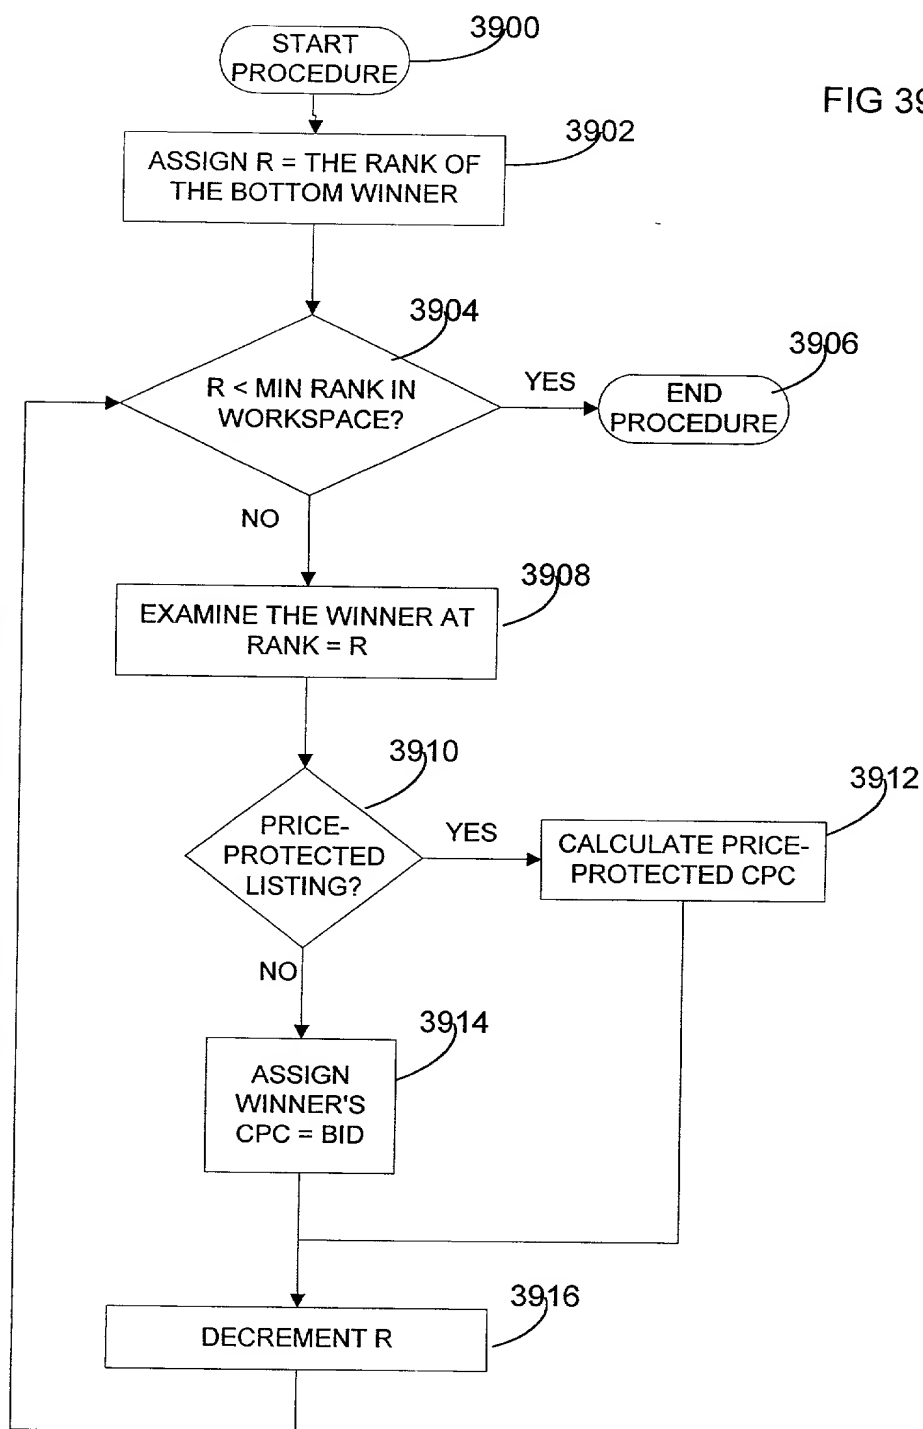 3900
START
PROCEDURE
FIG 39
3902
ASSIGN R = THE RANK OF
THE BOTTOM WINNER
3904
R < MIN RANK IN
WORKSPACE?
YES
3906
END
PROCEDURE
NO
3908
EXAMINE THE WINNER AT
RANK = R
3910
PRICE-
PROTECTED
LISTING?
YES
3912
CALCULATE PRICE-
PROTECTED CPC
NO
3914
ASSIGN
WINNER'S
CPC = BID
3916
DECREMENT R